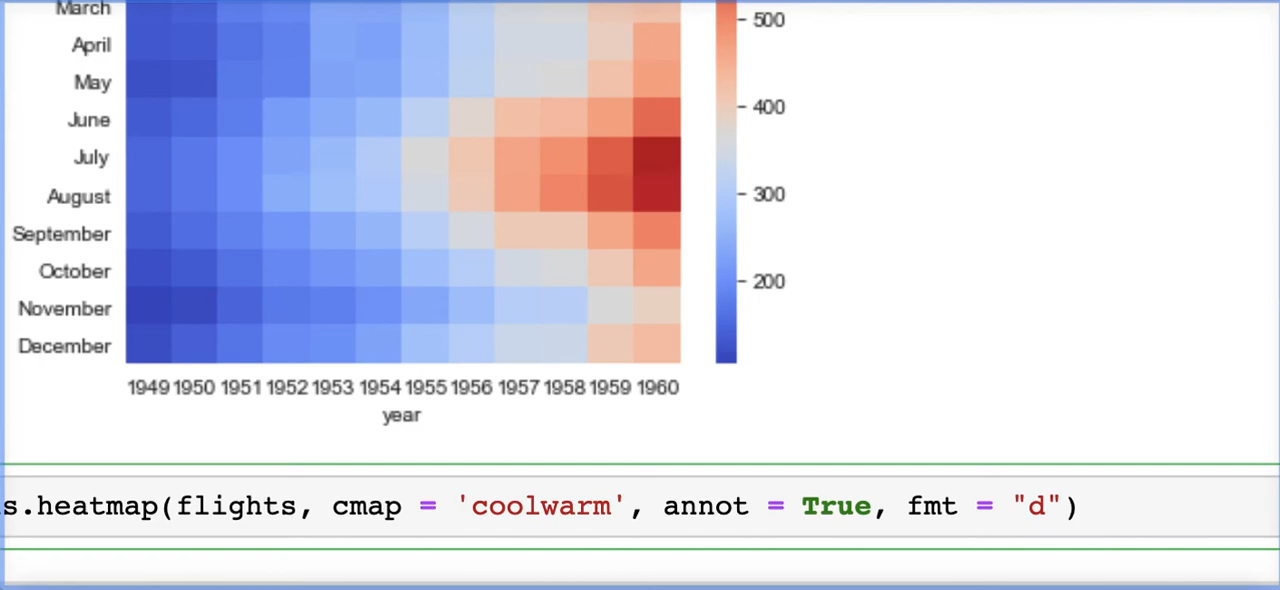 March
500
April
May
400
June
July
300
August
September
October
200
November
December
1949 1950 1951 1952 1953 1954 1955 1956 1957 1958 1959 1960
year
s.heatmap(flights, cmap = 'coolwarm', annot = True, fmt = "d")